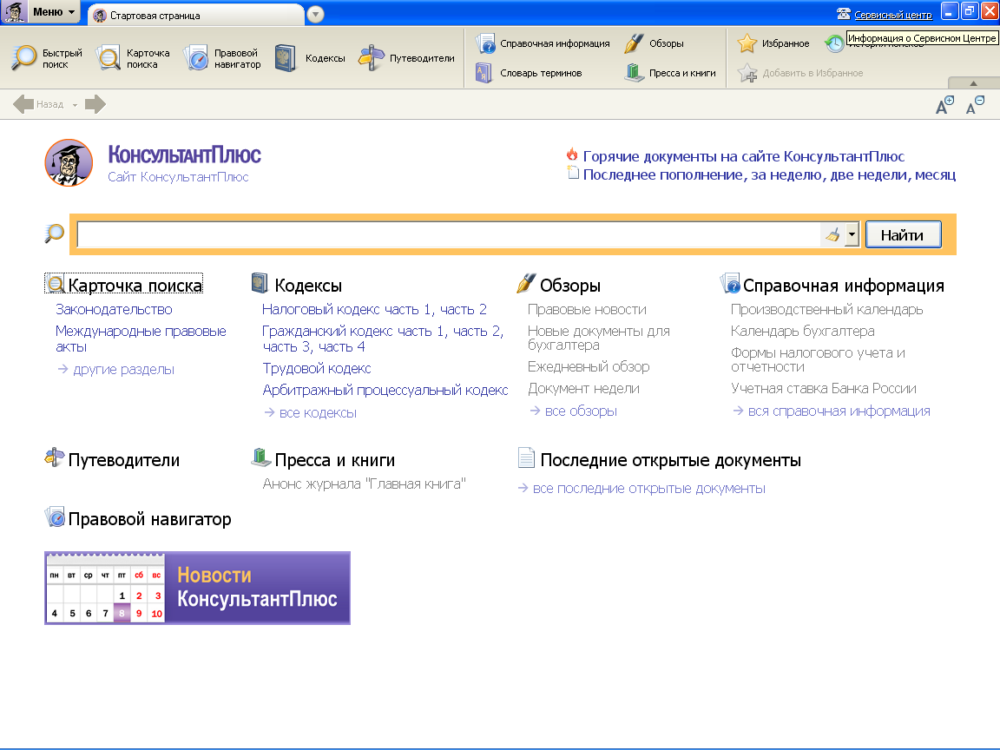 Меню
Стартовая страница
Сервисный центр
Информация о Сервисном Центре
Быстрый
поиск
Карточка
поиска
Правовой
навигатор
Кодексы
Путеводители
Справочная информация
Словарь терминов
Обзоры
Пресса и книги
Избранное
Добавить в Избранное
Назад
A
A
КонсультантПлюс
Сайт КонсультантПлюс
Горячие документы на сайте КонсультантПлюс
Последнее пополнение, за неделю, две недели, месяц
Найти
Карточка поиска
Законодательство
Международные правовые
акты
другие разделы
Кодексы
Налоговый кодекс часть 1, часть 2
Гражданский кодекс часть 1, часть 2,
часть 3, часть 4
Трудовой кодекс
Арбитражный процессуальный кодекс
все кодексы
Обзоры
Правовые новости
Новые документы для
бухгалтера
Ежедневный обзор
Документ недели
все обзоры
Справочная информация
Производственный календарь
Календарь бухгалтера
Формы налогового учета и
отчетности
Учетная ставка Банка России
вся справочная информация
Путеводители
Пресса и книги
Анонс журнала "Главная книга"
Последние открытые документы
все последние открытые документы
Правовой навигатор
пн вт ср чт пт сб вс
1 2 3
4 5 6 7 8 9 10
Новости
КонсультантПлюс